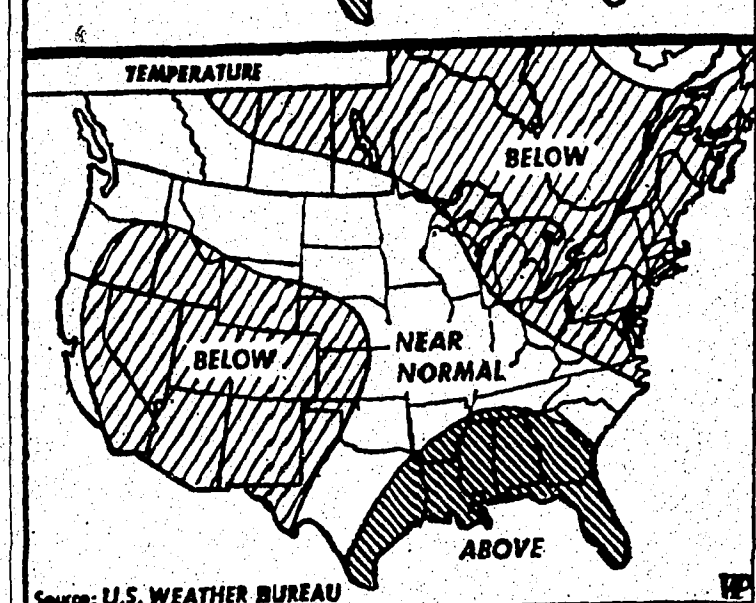 TEMPERATURE
BELOW
BELOW
NEAR
NORMAL
ABOVE
Source: U.S. WEATHER BUREAU